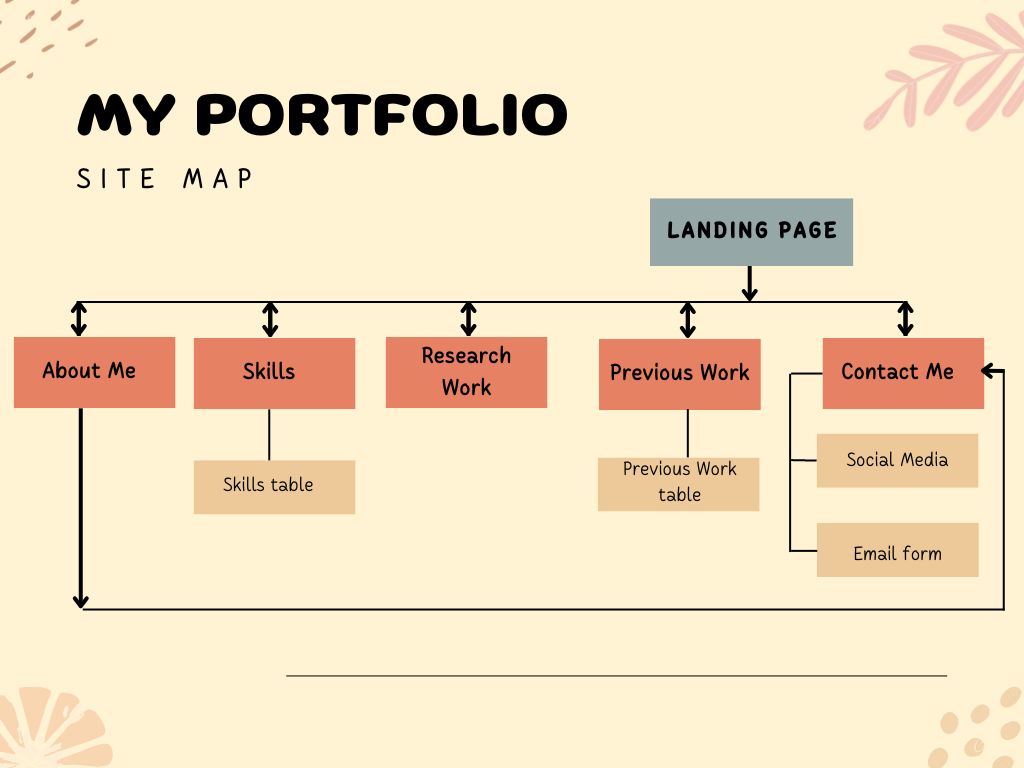 MY PORTFOLIO
SITE MAP
LANDING PAGE
About Me
Skills
Research
Work
Previous Work
Contact Me
Skills table
Previous Work
table
Social Media
Email form